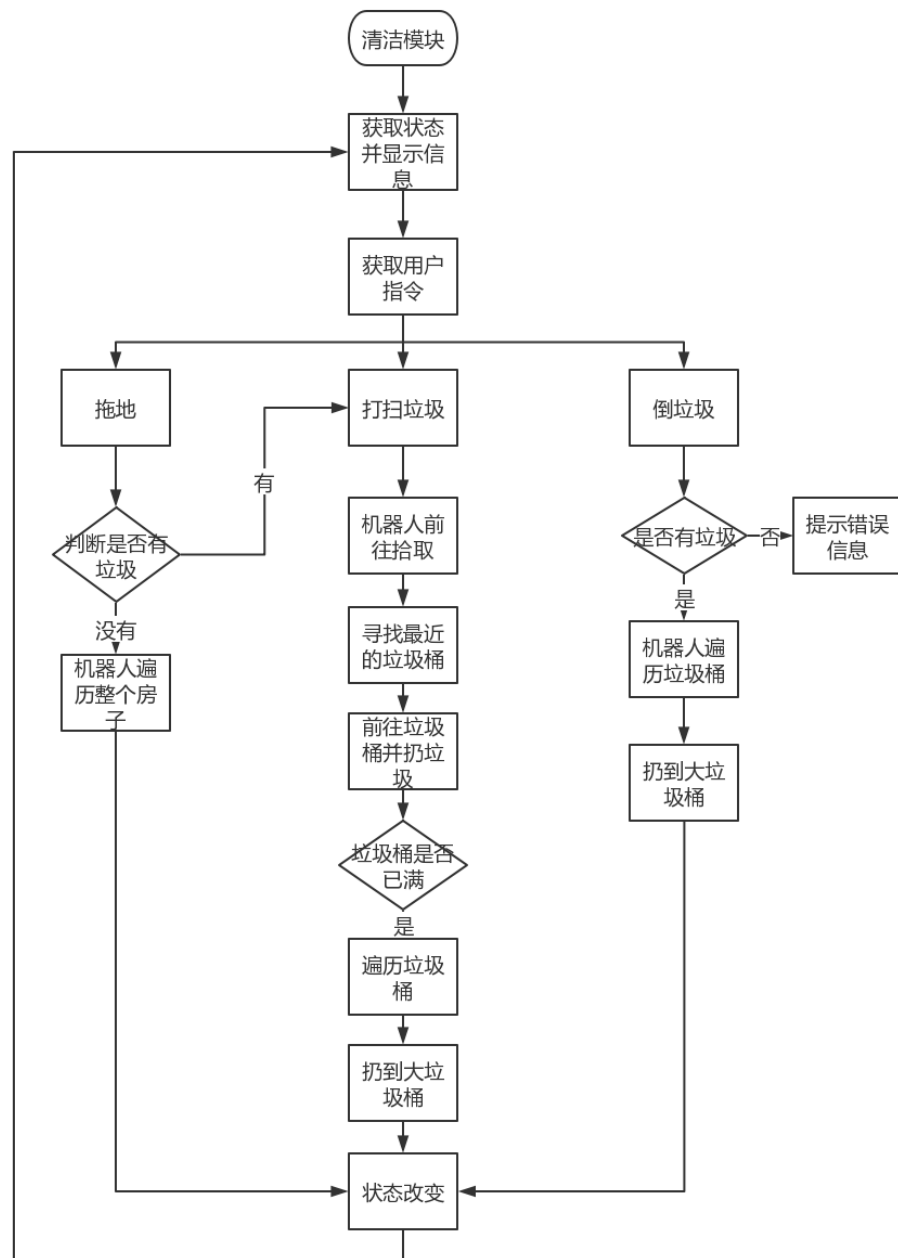 清洁模块
获取状态
并显示信
息
获取用户
指令
拖地
打扫垃圾
倒垃圾
有
判断是否有
垃圾
机器人前
往拾取
是否有垃圾
否
提示错误
信息
没有
是
机器人遍
历整个房
子
寻找最近
的垃圾桶
机器人遍
历垃圾桶
前往垃圾
桶并扔垃
圾
扔到大垃
圾桶
垃圾桶是否
已满
是
遍历垃圾
桶
扔到大垃
圾桶
状态改变